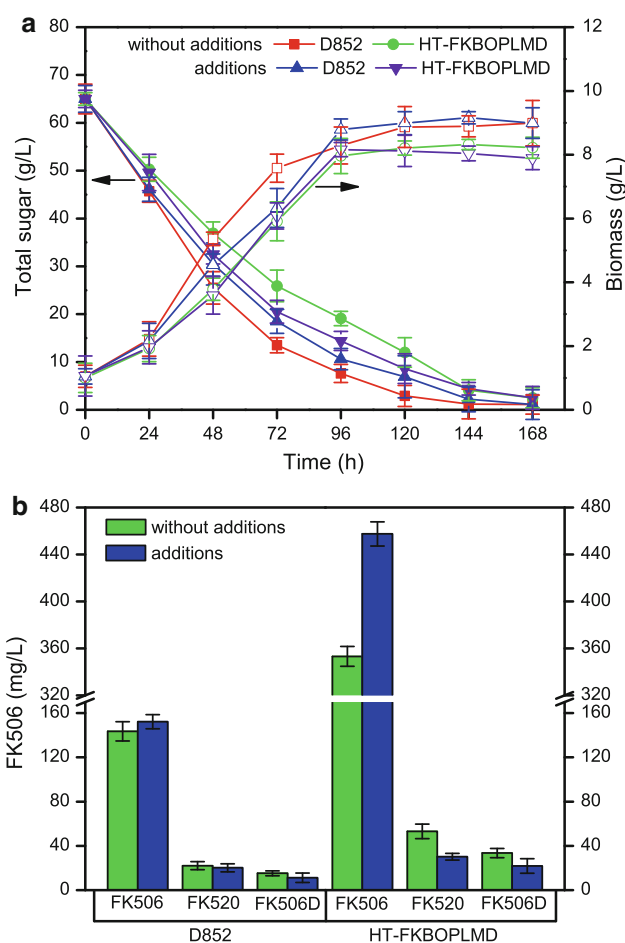 a
without additions D852 HT-FKBOPLMD
additions D852 HT-FKBOPLMD
Total sugar (g/L)
80
70
60
50
40
30
20
10
0
Biomass (g/L)
12
10
8
6
4
2
0
0 24 48 72 96 120 144 168
Time (h)
b
without additions
additions
FK506 (mg/L)
480
440
400
360
320
160
120
80
40
0
480
440
400
360
320
160
120
80
40
0
FK506 FK520 FK506D FK506 FK520 FK506D
D852 HT-FKBOPLMD